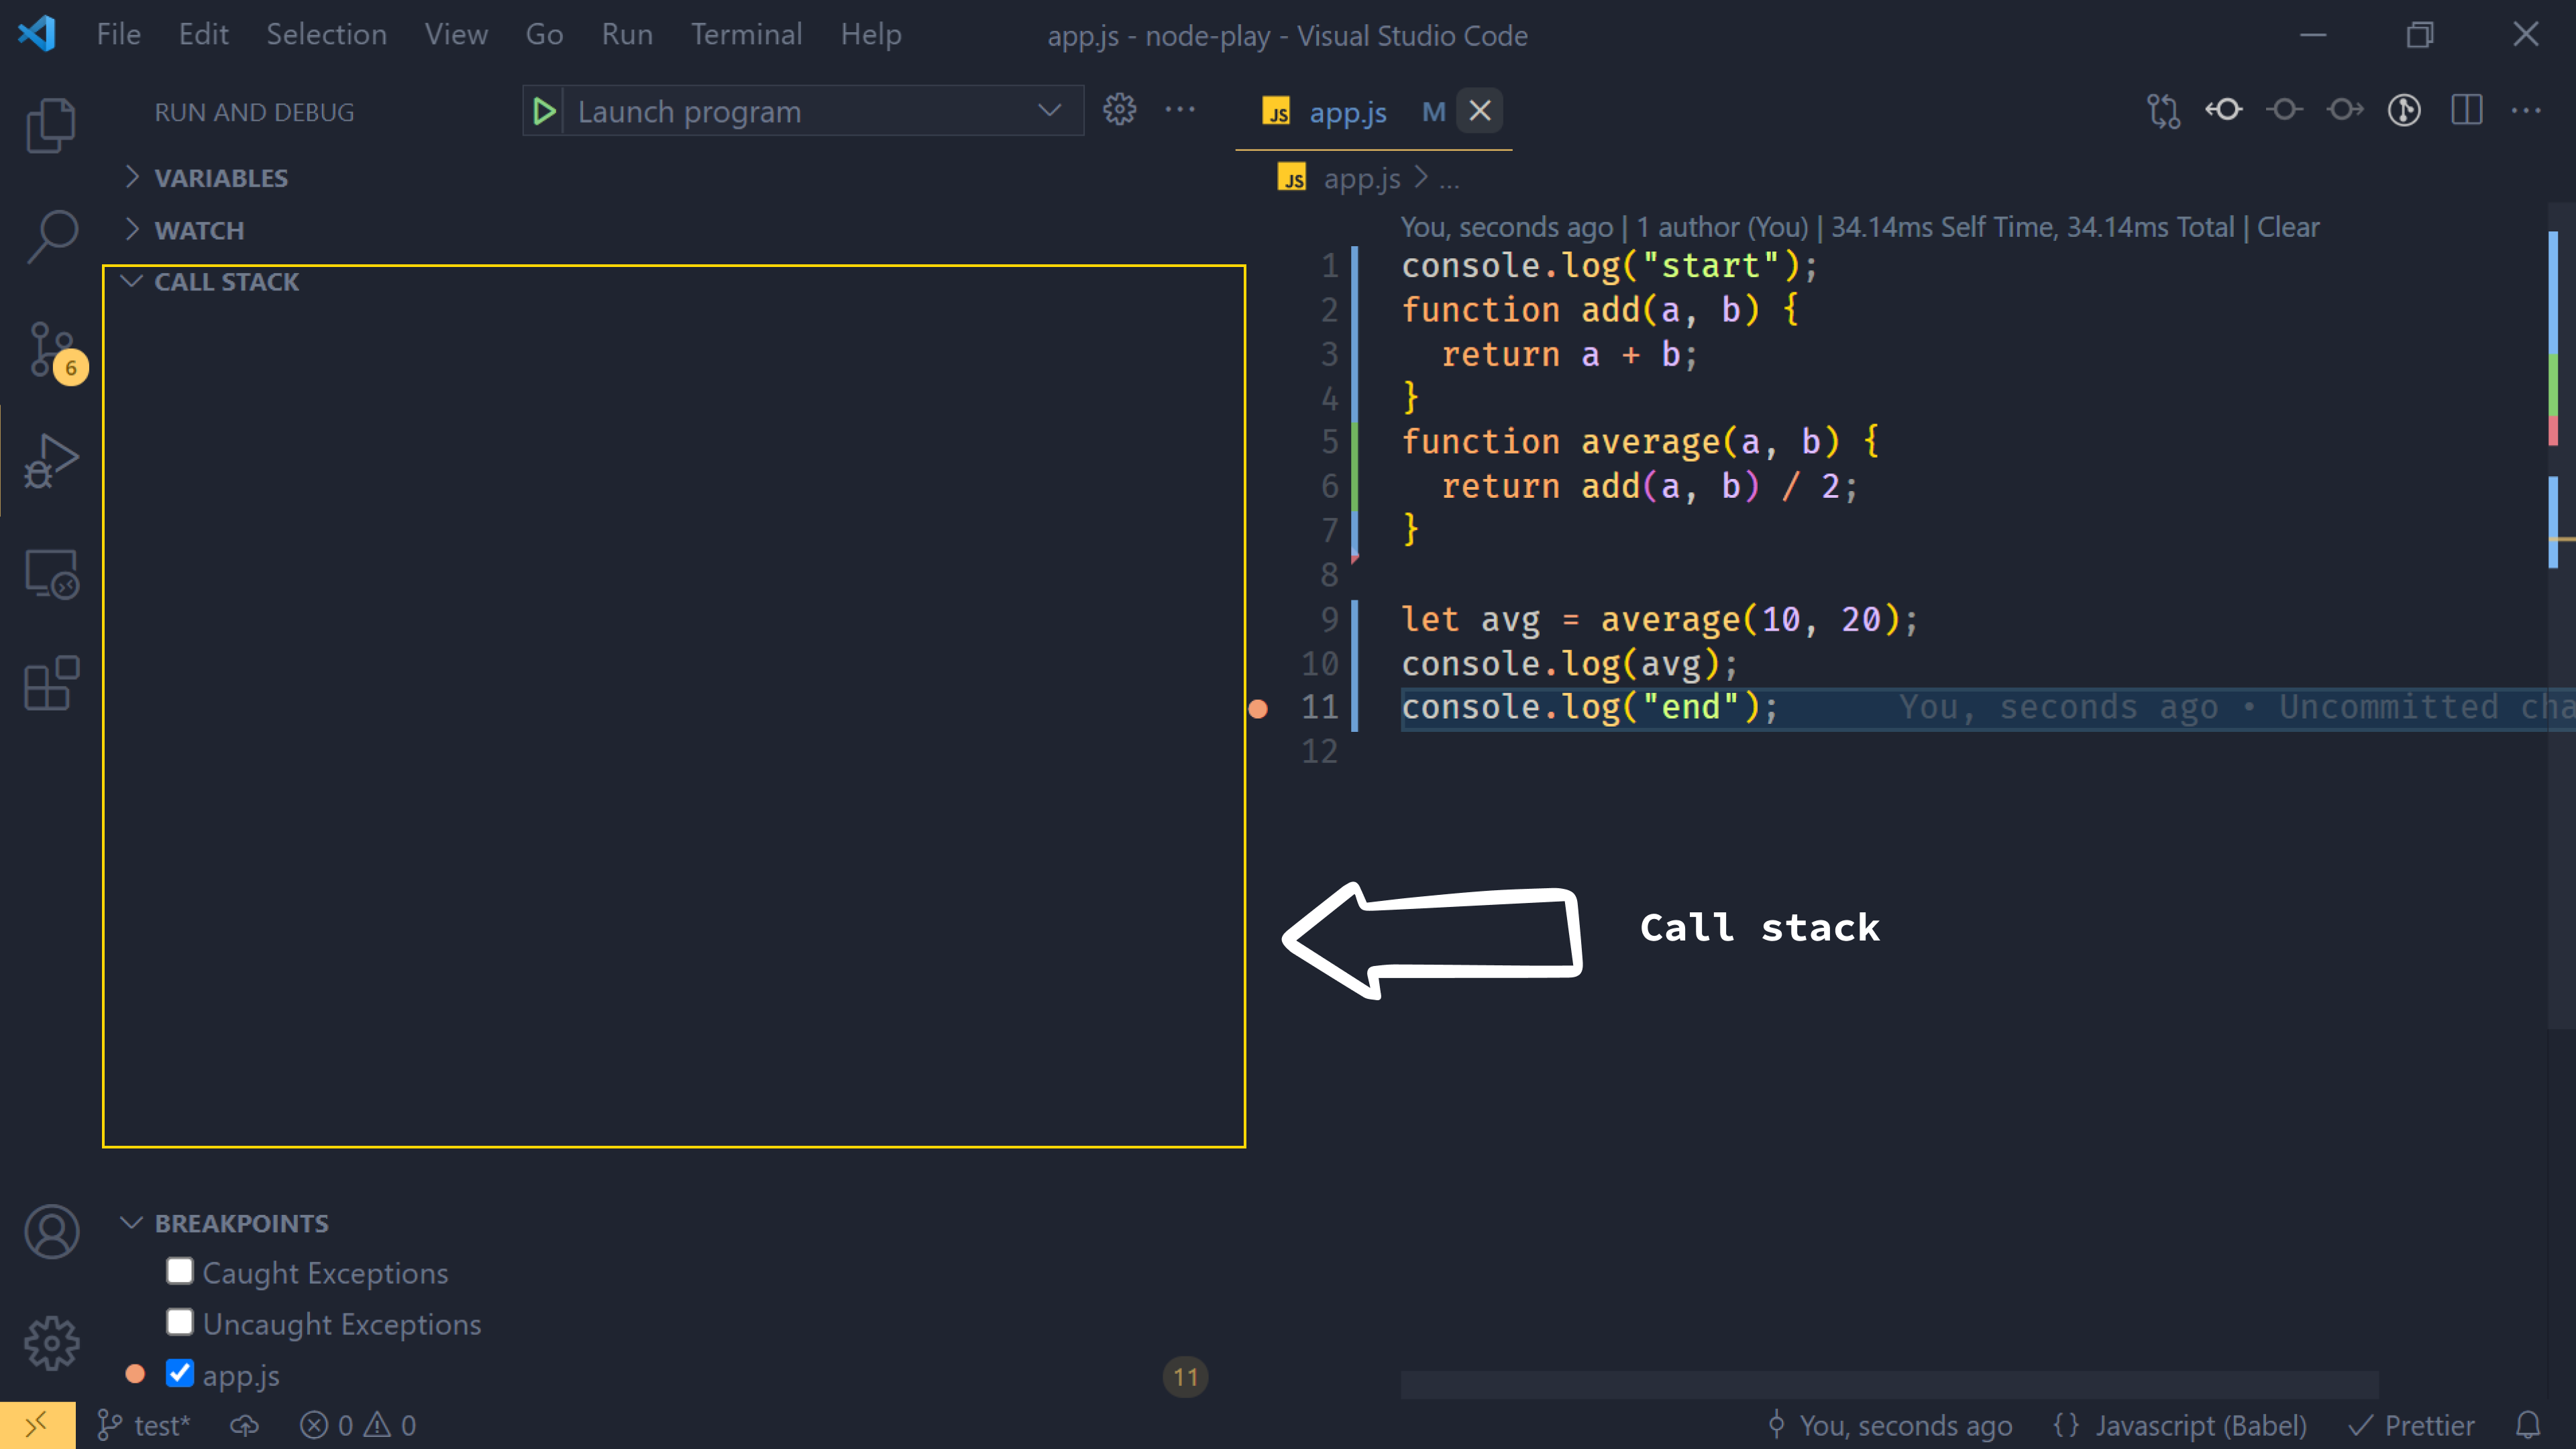 File Edit Selection View Go Run Terminal Help app.js - node-play - Visual Studio Code
RUN AND DEBUG Launch program
VARIABLES
WATCH
CALL STACK
6
JS app.js M
JS app.js > ...
You, seconds ago | 1 author (You) | 34.14ms Self Time, 34.14ms Total | Clear
1 console.log("start");
2 function add(a, b) {
3 return a + b;
4 }
5 function average(a, b) {
6 return add(a, b) / 2;
7 }
8
9 let avg = average(10, 20);
10 console.log(avg);
11 console.log("end"); You, seconds ago • Uncommitted cha
12
Call stack
BREAKPOINTS
Caught Exceptions
Uncaught Exceptions
app.js 11
test* 0 0 You, seconds ago {} Javascript (Babel) Prettier